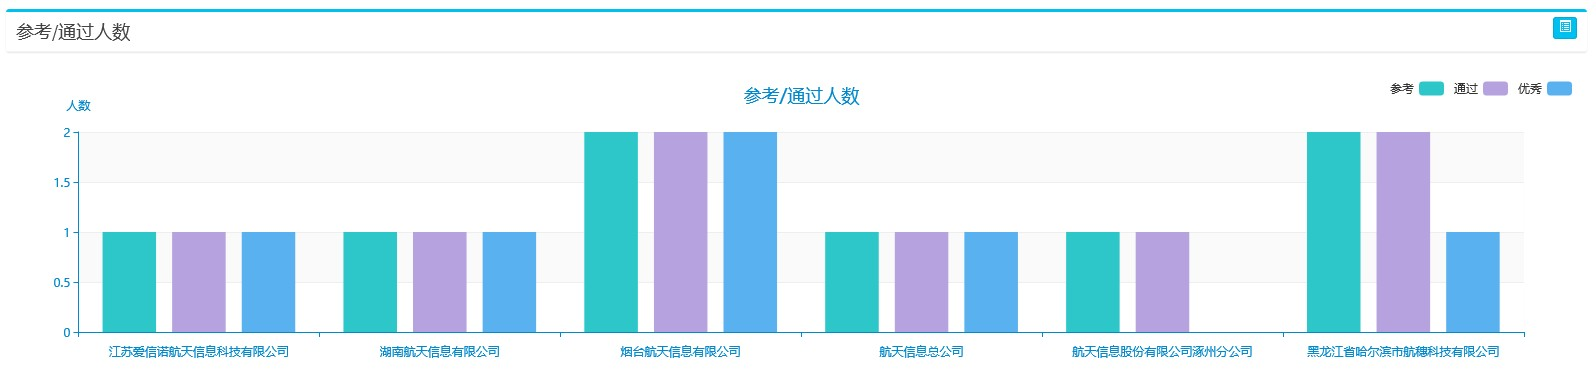 参考/通过人数
参考/通过人数
参考 通过 优秀
人数
2
1.5
1
0.5
0
江苏爱信诺航天信息科技有限公司 湖南航天信息有限公司 烟台航天信息有限公司 航天信息总公司 航天信息股份有限公司涿州分公司 黑龙江省哈尔滨市航穗科技有限公司